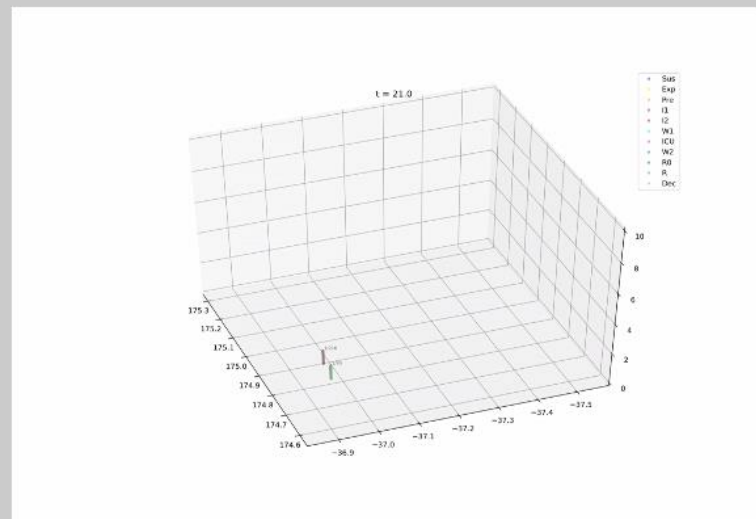 t = 21.0
Sus
Exp
Pre
I1
I2
W1
ICU
W2
R0
R
Dec
10
8
6
4
2
0
175.3
175.2
175.1
175.0
174.9
174.8
174.7
174.6
−36.9
−37.0
−37.1
−37.2
−37.3
−37.4
−37.5